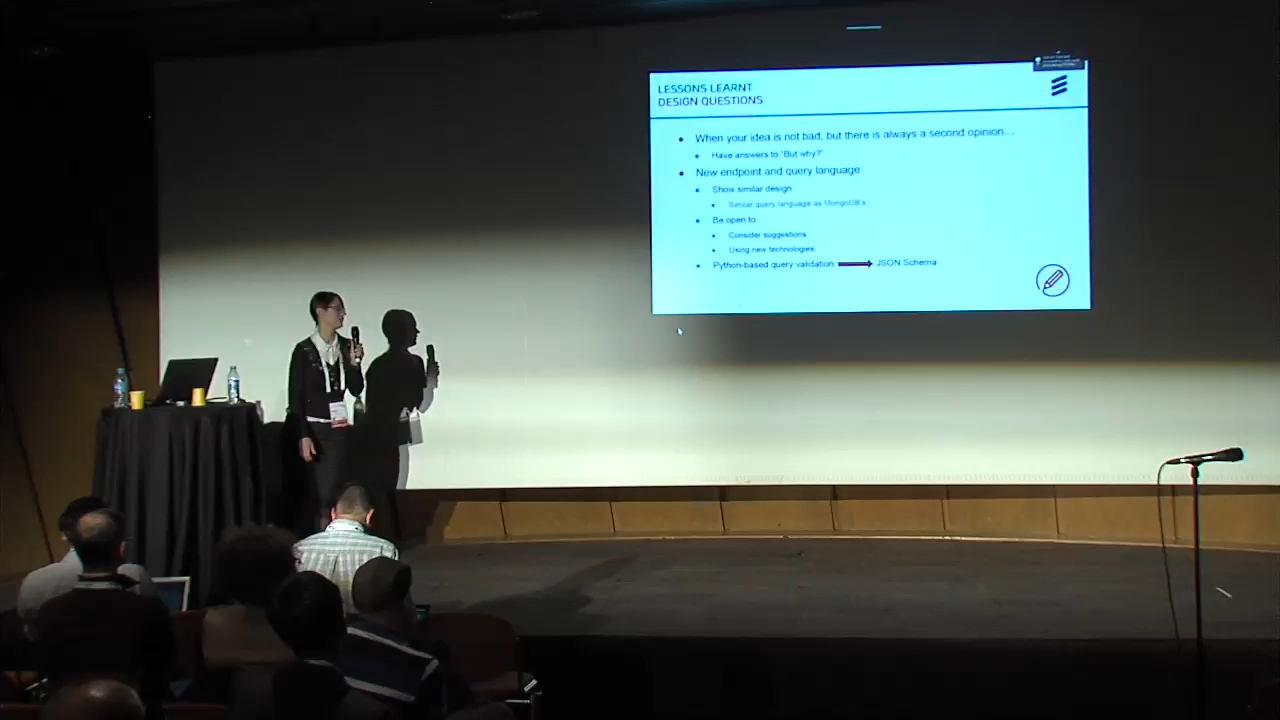 LESSONS LEARNT
DESIGN QUESTIONS
When your idea is not bad, but there is always a second opinion…
Have answers to "But why?"
New endpoint and query language
Show similar design
Similar query language as MongoDB's
Be open to
Consider suggestions
Using new technologies
Python-based query validation JSON Schema